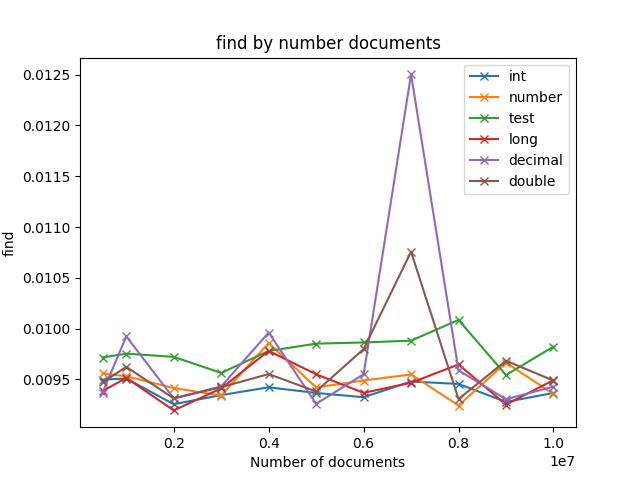 find by number documents
0.0125
0.0120
0.0115
0.0110
0.0105
0.0100
0.0095
find
int
number
test
long
decimal
double
0.2
0.4
0.6
0.8
1.0
1e7
Number of documents